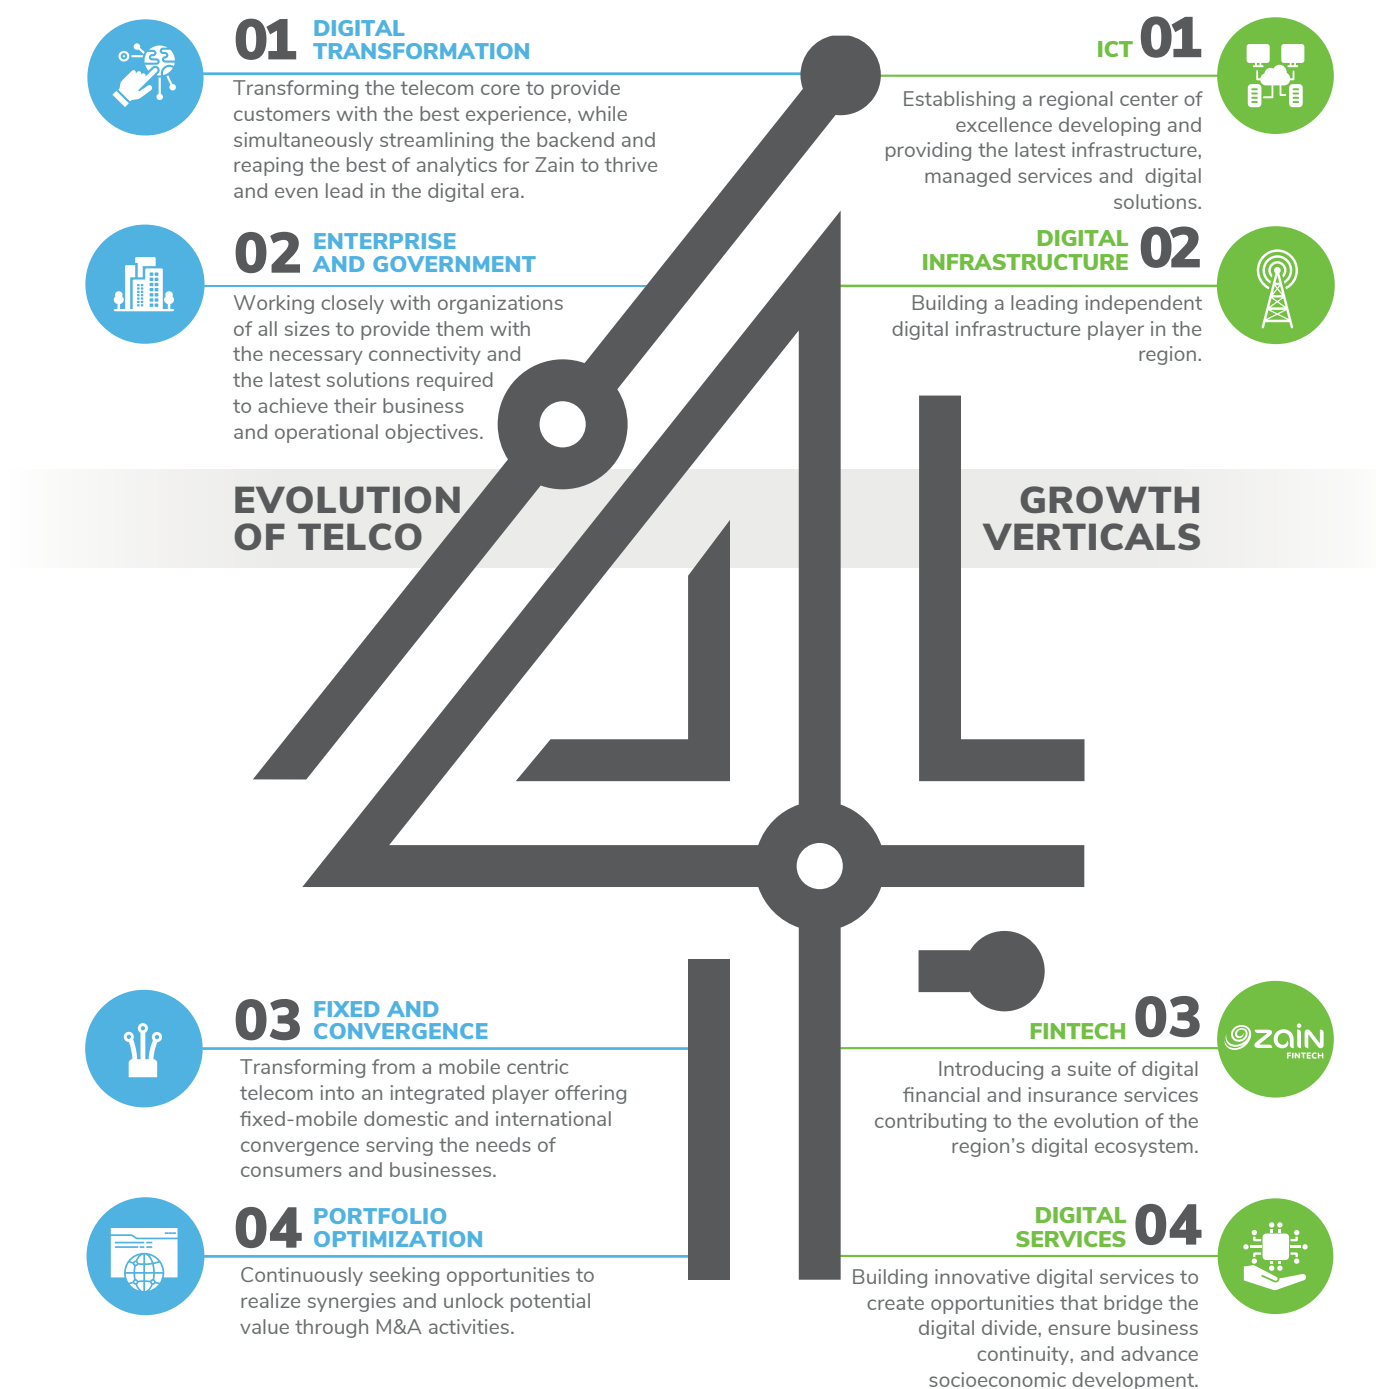 01 DIGITAL
TRANSFORMATION
Transforming the telecom core to provide
customers with the best experience, while
simultaneously streamlining the backend and
reaping the best of analytics for Zain to thrive
and even lead in the digital era.
02 ENTERPRISE
AND GOVERNMENT
Working closely with organizations
of all sizes to provide them with
the necessary connectivity and
the latest solutions required
to achieve their business
and operational objectives.
ICT 01
Establishing a regional center of
excellence developing and
providing the latest infrastructure,
managed services and  digital
solutions.
DIGITAL
INFRASTRUCTURE 02
Building a leading independent
digital infrastructure player in the
region.
EVOLUTION
OF TELCO
GROWTH
VERTICALS
03 FIXED AND
CONVERGENCE
Transforming from a mobile centric
telecom into an integrated player offering
fixed-mobile domestic and international
convergence serving the needs of
consumers and businesses.
04 PORTFOLIO
OPTIMIZATION
Continuously seeking opportunities to
realize synergies and unlock potential
value through M&A activities.
FINTECH 03
zain
FINTECH
Introducing a suite of digital
financial and insurance services
contributing to the evolution of the
region’s digital ecosystem.
DIGITAL
SERVICES 04
Building innovative digital services to
create opportunities that bridge the
digital divide, ensure business
continuity, and advance
socioeconomic development.